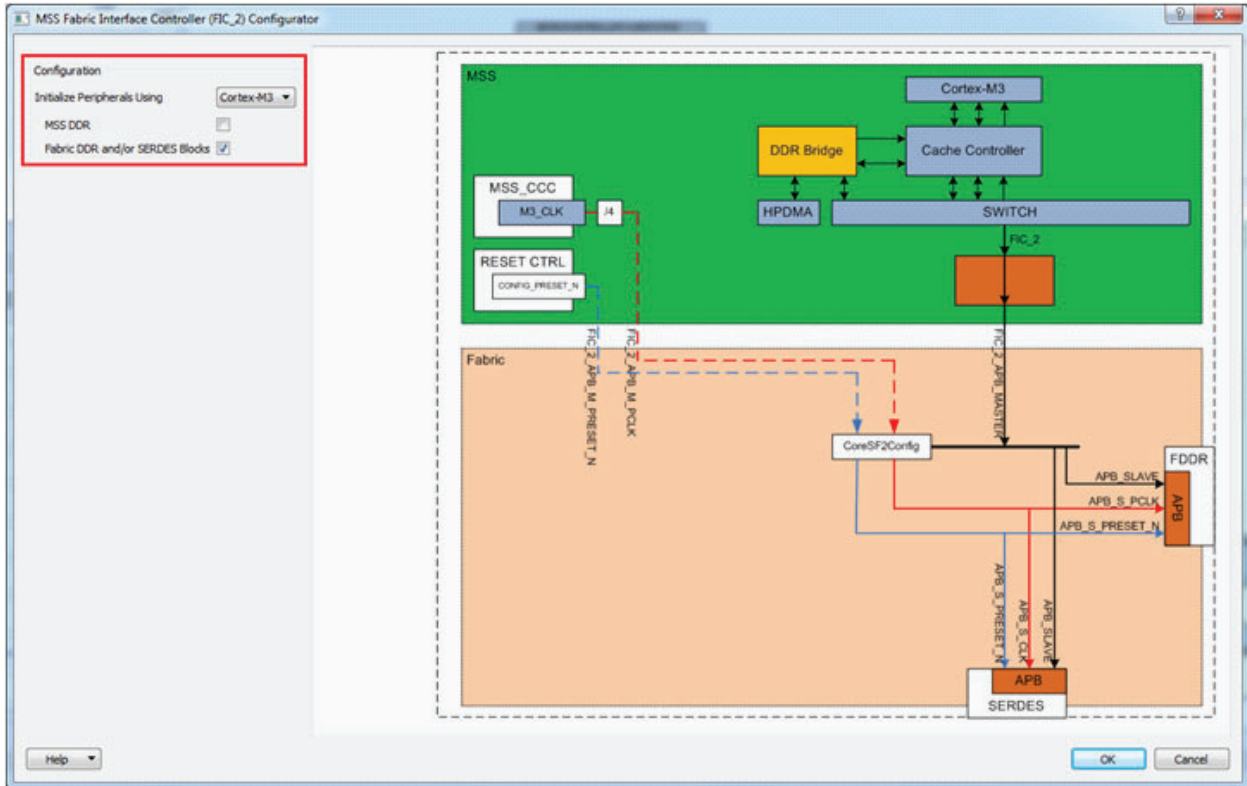 MSS Fabric Interface Controller (FIC_2) Configurator
Configuration
Initialize Peripherals Using Cortex-M3
MSS DDR
Fabric DDR and/or SERDES Blocks
MSS
Cortex-M3
DDR Bridge
Cache Controller
MSS_CCC
M3_CLK
/4
HPDMA
SWITCH
FIC_2
RESET CTRL
CONFIG_PRESET_N
FIC_2_APB_M_PRESET_N
FIC_2_APB_M_PCLK
FIC_2_APB_MASTER
Fabric
CoreSF2Config
FDDR
APB_SLAVE
APB_S_PCLK
APB
APB_S_PRESET_N
APB_S_PRESET_N
APB_S_CLK
APB_SLAVE
APB
SERDES
Help
OK
Cancel